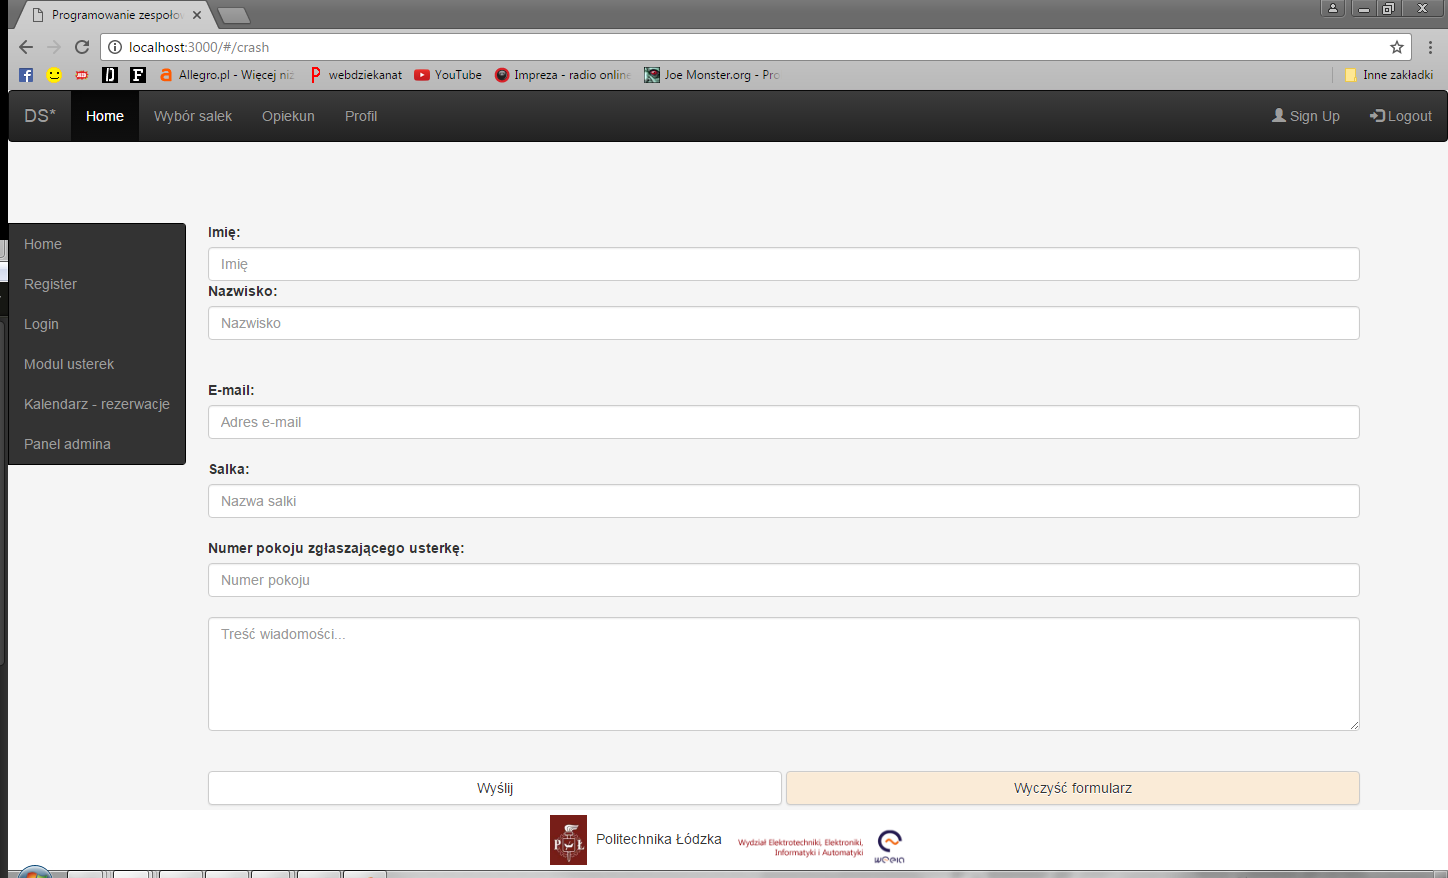 Programowanie zespoło
localhost:3000/#/crash
Allegro.pl - Więcej niż
webdziekanat
YouTube
Impreza - radio online
Joe Monster.org - Pro
Inne zakładki
DS*
Home
Wybór salek
Opiekun
Profil
Sign Up
Logout
Home
Register
Login
Modul usterek
Kalendarz - rezerwacje
Panel admina
Imię:
Imię
Nazwisko:
Nazwisko
E-mail:
Adres e-mail
Salka:
Nazwa salki
Numer pokoju zgłaszającego usterkę:
Numer pokoju
Treść wiadomości...
Wyślij
Wyczyść formularz
P Ł
Politechnika Łódzka
Wydział Elektrotechniki, Elektroniki,
Informatyki i Automatyki
weeia